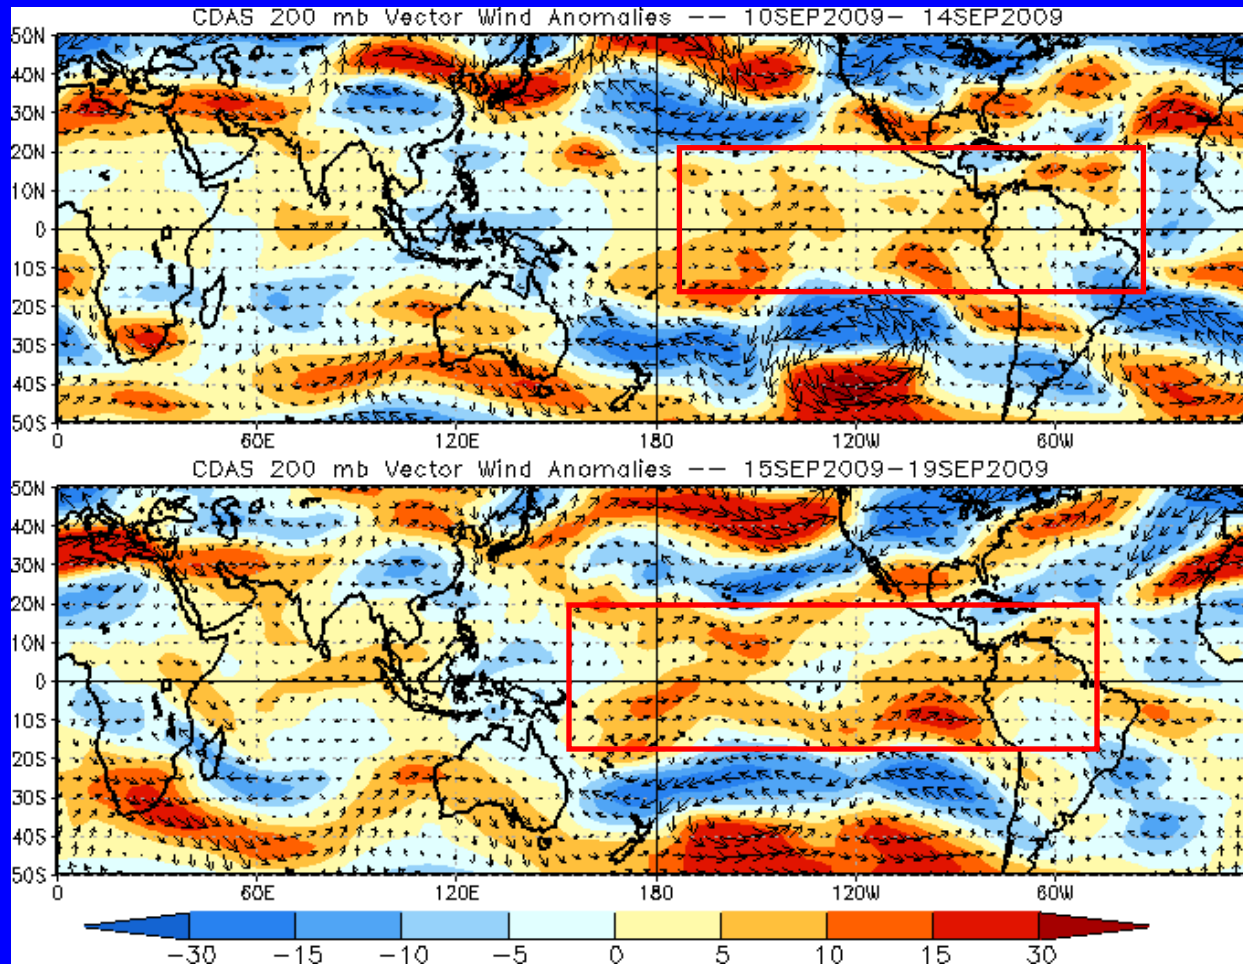 CDAS 200 mb Vector Wind Anomalies -- 10SEP2009- 14SEP2009
50N
40N
30N
20N
10N
0
10S
20S
30S
40S
50S
0 60E 120E 180 120W 60W
CDAS 200 mb Vector Wind Anomalies -- 15SEP2009-19SEP2009
50N
40N
30N
20N
10N
0
10S
20S
30S
40S
50S
0 60E 120E 180 120W 60W
-30 -15 -10 -5 0 5 10 15 30